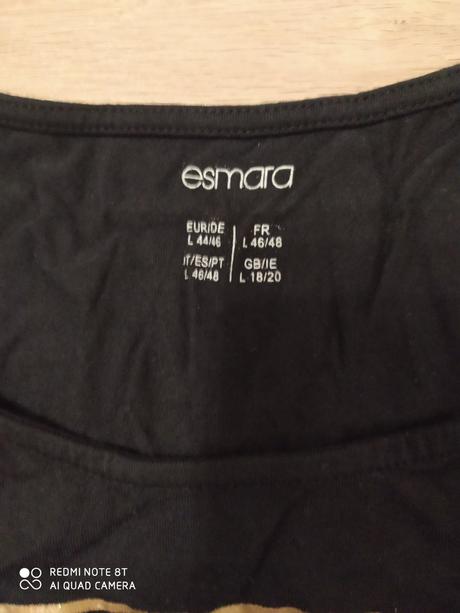 esmara
EUR/DE
L 44/46
FR
L 46/48
IT/ES/PT
L 46/48
GB/IE
L 18/20
REDMI NOTE 8T
AI QUAD CAMERA